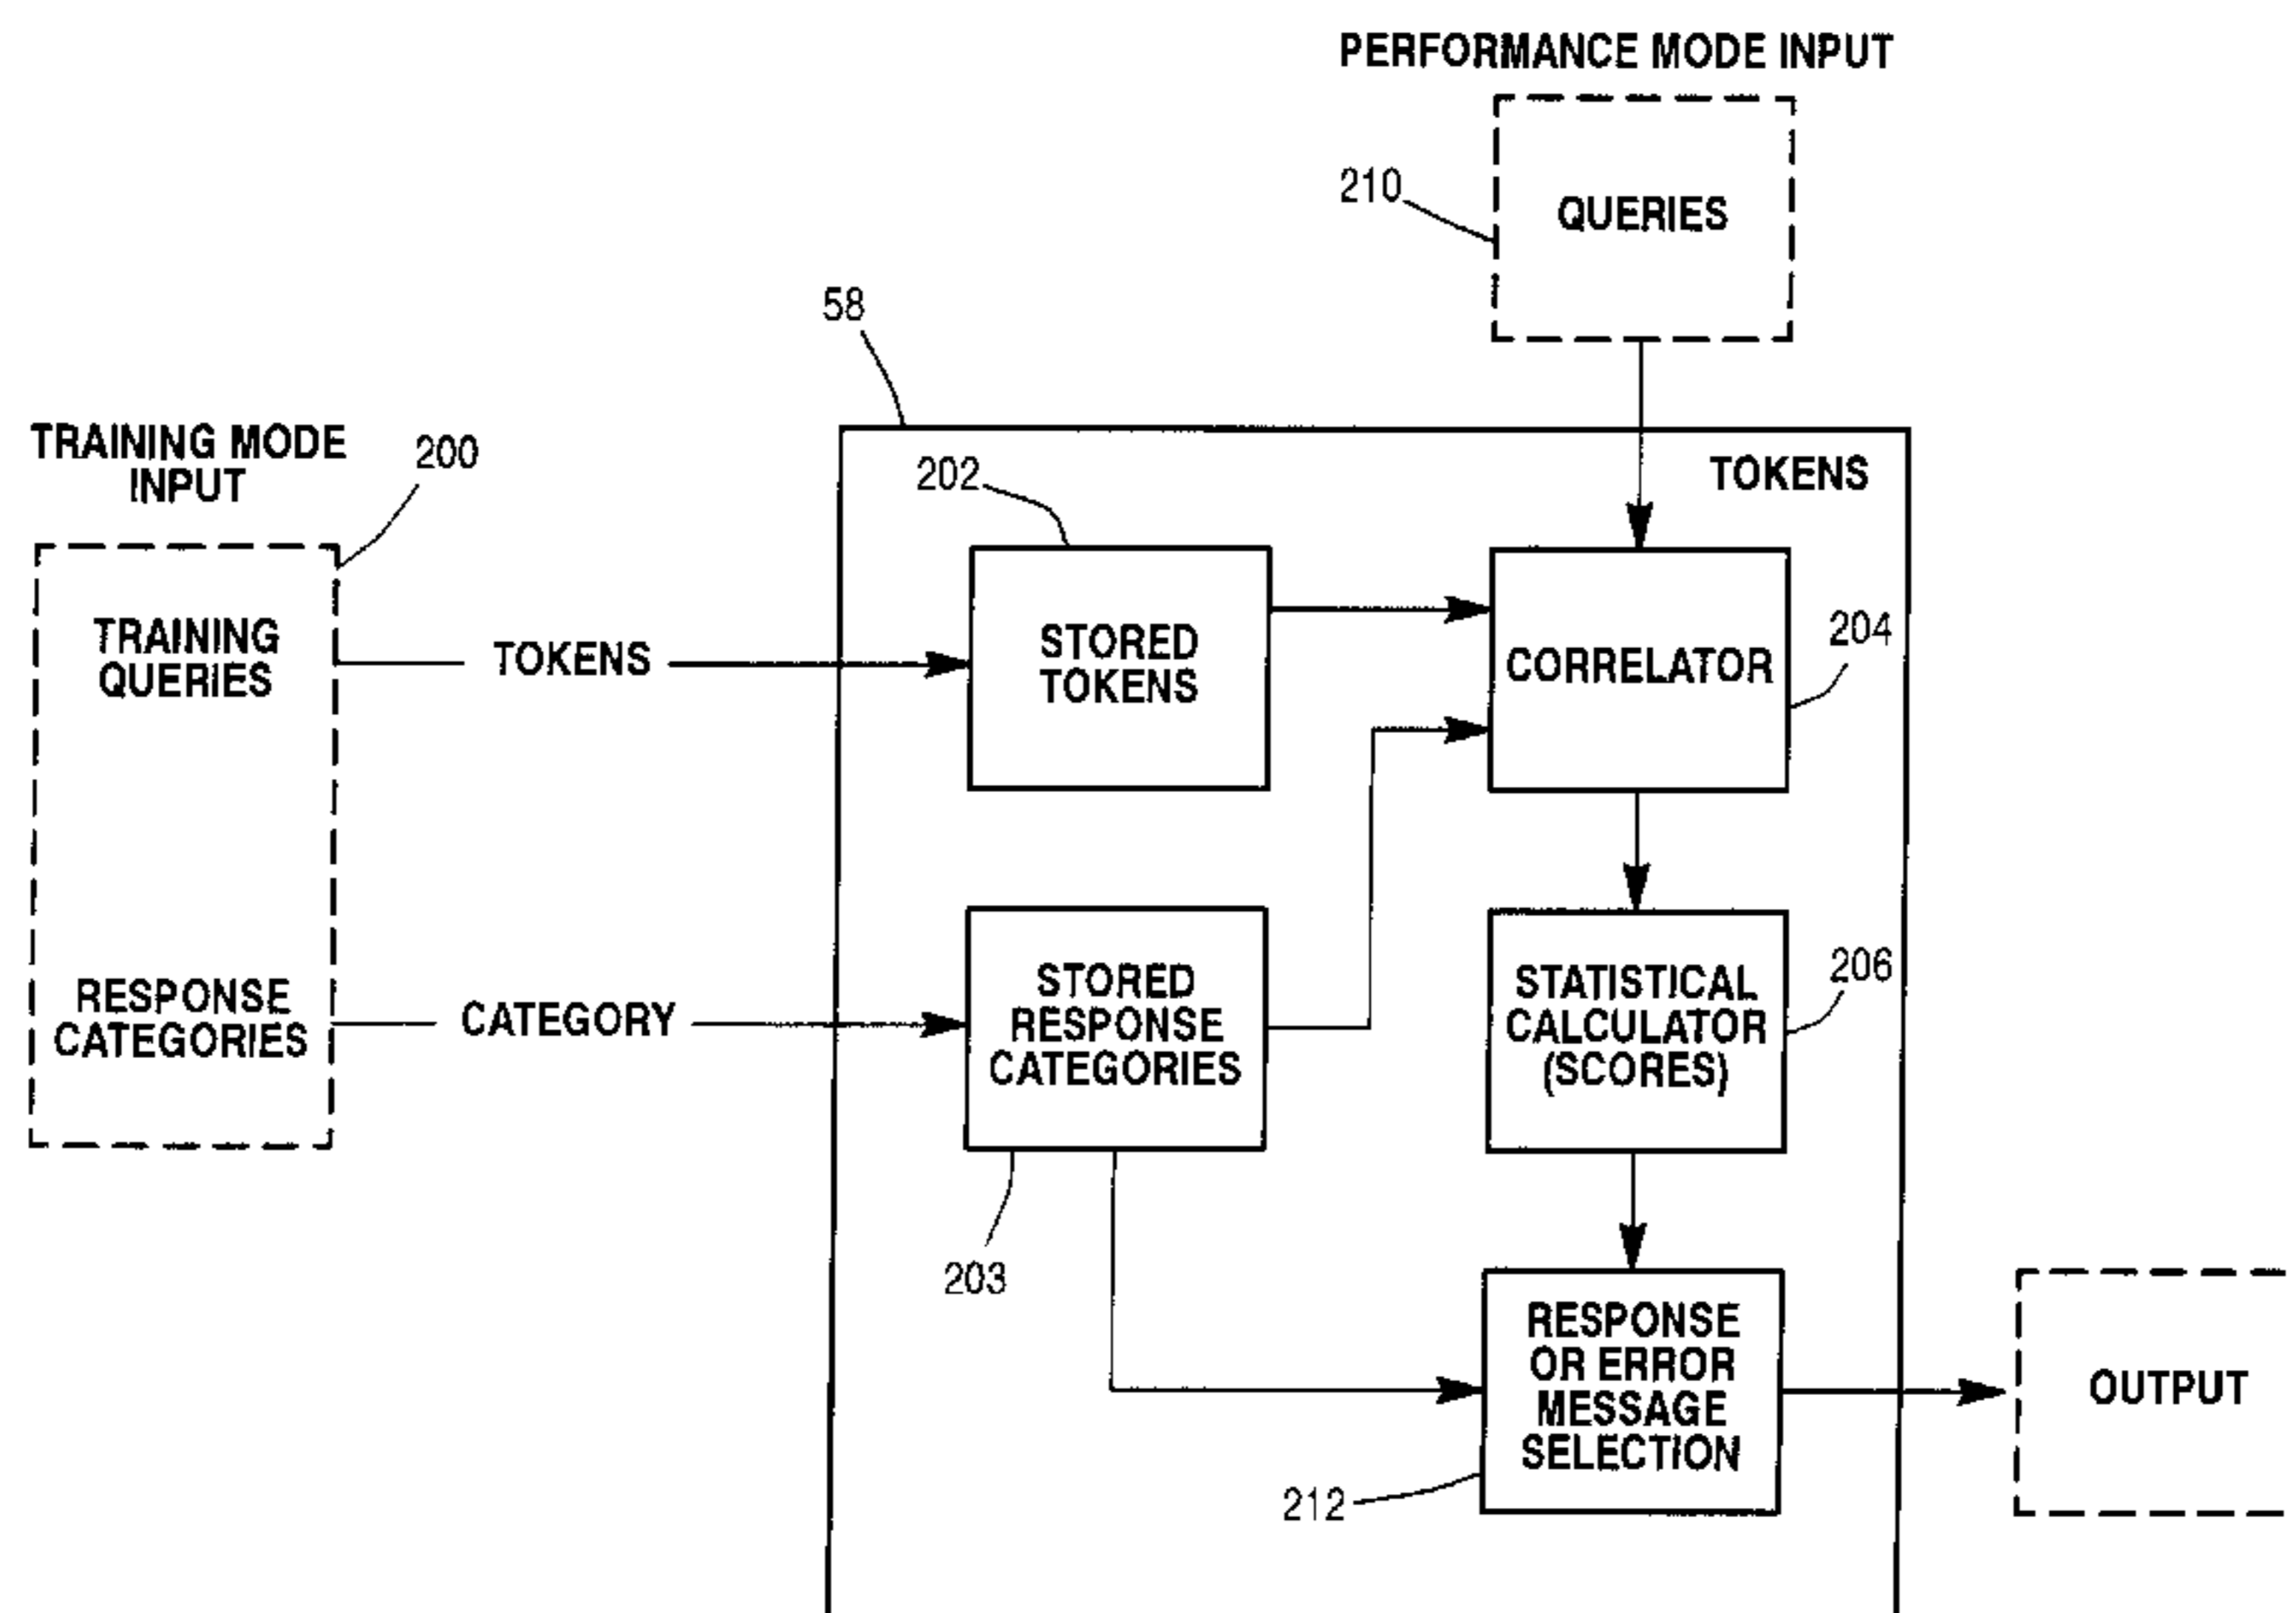 PERFORMANCE MODE INPUT
210
QUERIES
58
TRAINING MODE
INPUT
200
202
TOKENS
TRAINING
QUERIES
TOKENS
STORED
TOKENS
CORRELATOR
204
RESPONSE
CATEGORIES
CATEGORY
STORED
RESPONSE
CATEGORIES
STATISTICAL
CALCULATOR
(SCORES)
206
203
RESPONSE
OR ERROR
MESSAGE
SELECTION
212
OUTPUT